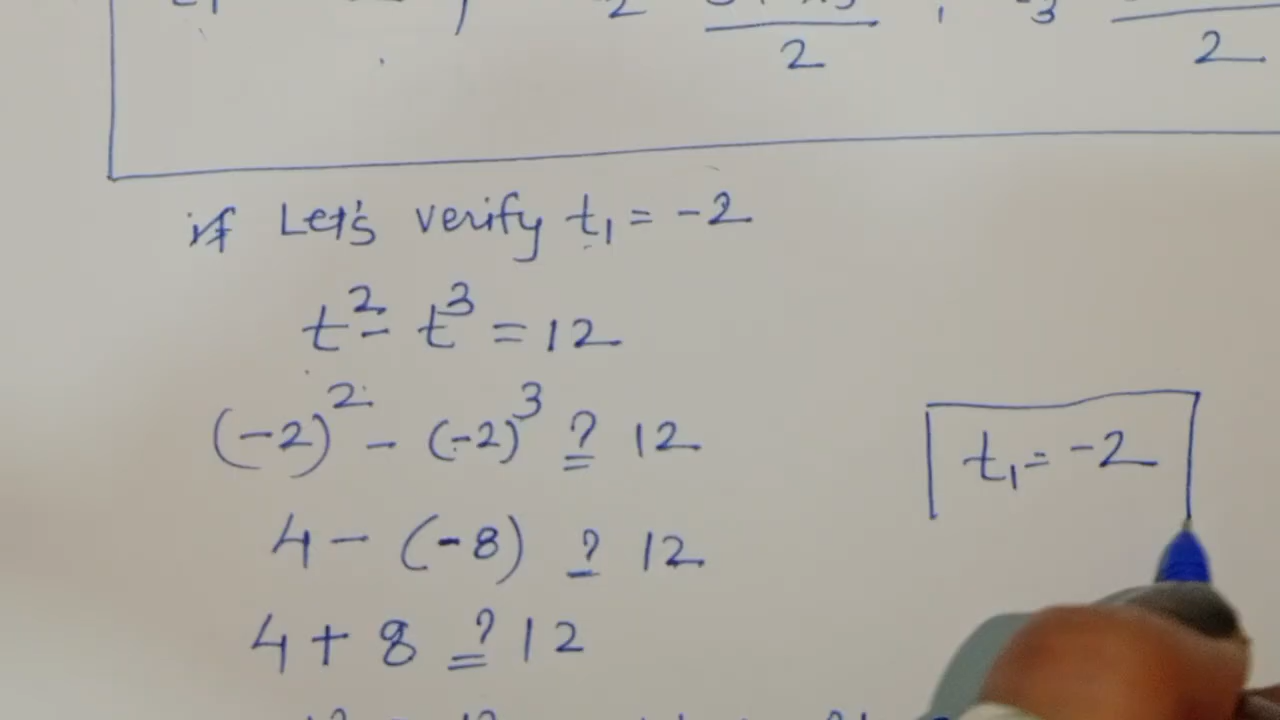 2 2
if Let's verify t₁ = -2
t² - t³ = 12
(-2)² - (-2)³ ≟ 12
t₁ = -2
4 - (-8) ≟ 12
4 + 8 ≟ 12